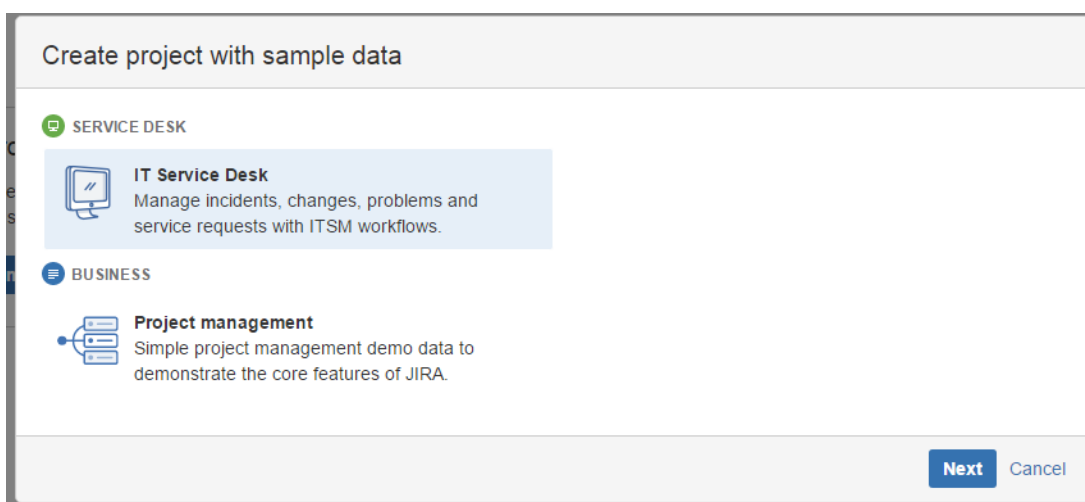 Create project with sample data
SERVICE DESK
IT Service Desk
Manage incidents, changes, problems and
service requests with ITSM workflows.
BUSINESS
Project management
Simple project management demo data to
demonstrate the core features of JIRA.
Next Cancel